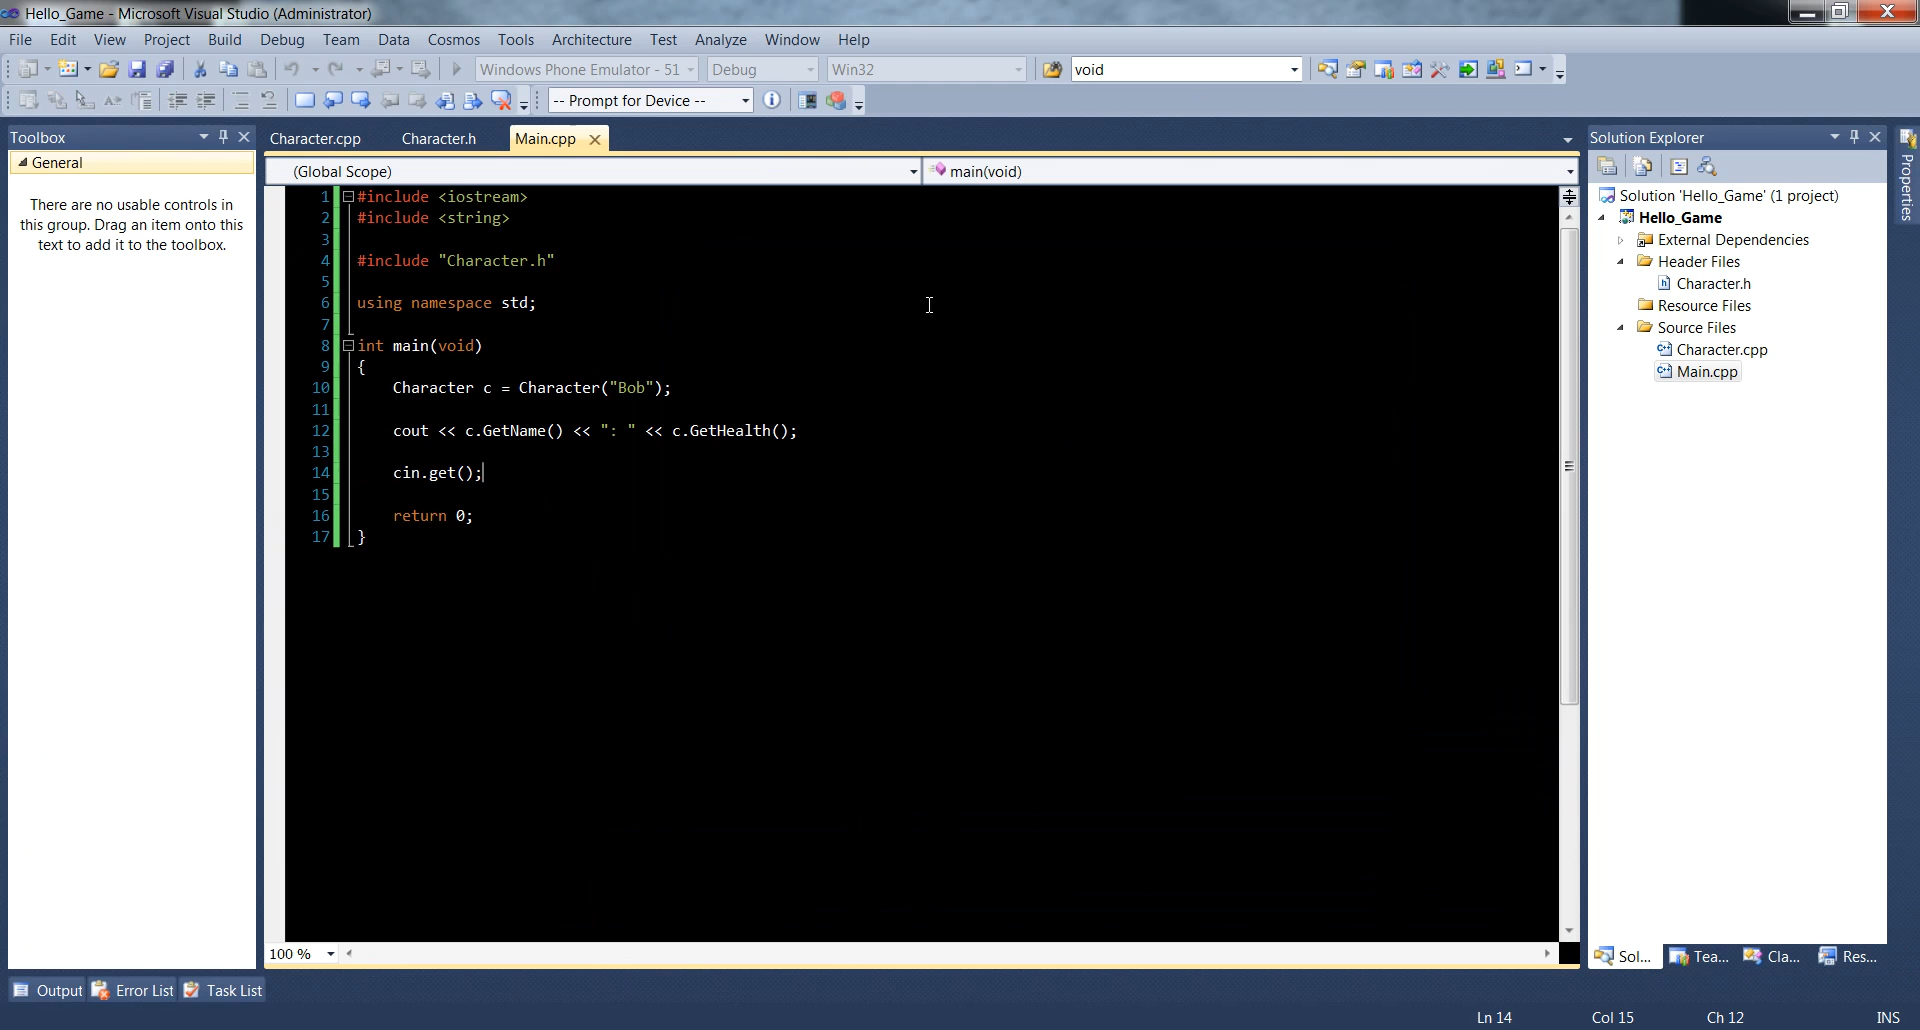 Hello_Game - Microsoft Visual Studio (Administrator)
File Edit View Project Build Debug Team Data Cosmos Tools Architecture Test Analyze Window Help
Windows Phone Emulator - 51 Debug Win32 void
-- Prompt for Device --
Toolbox
General
There are no usable controls in
this group. Drag an item onto this
text to add it to the toolbox.
Character.cpp Character.h Main.cpp
(Global Scope) main(void)
1 #include <iostream>
2 #include <string>
3
4 #include "Character.h"
5
6 using namespace std;
7
8 int main(void)
9 {
10 Character c = Character("Bob");
11
12 cout << c.GetName() << ": " << c.GetHealth();
13
14 cin.get();
15
16 return 0;
17 }
100 %
Solution Explorer
Solution 'Hello_Game' (1 project)
Hello_Game
External Dependencies
Header Files
Character.h
Resource Files
Source Files
Character.cpp
Main.cpp
Sol... Tea... Cla... Res...
Properties
Output Error List Task List
Ln 14 Col 15 Ch 12 INS